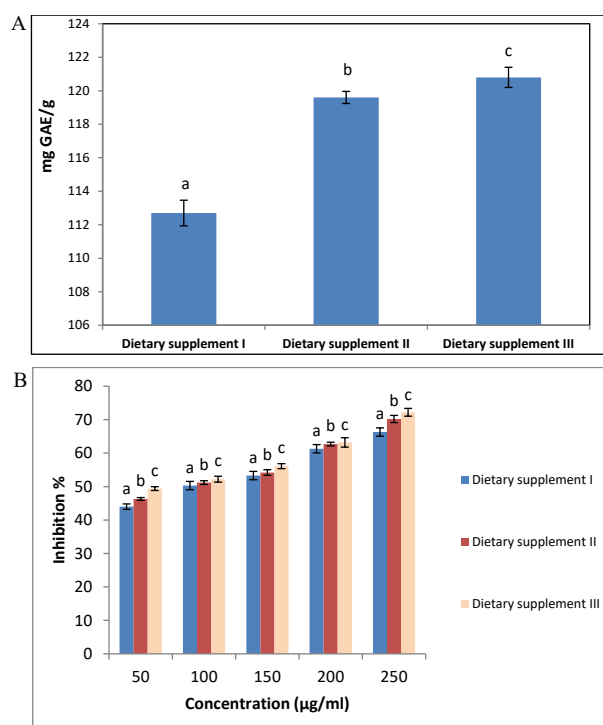 A
124
122
120
118
116
114
112
110
108
106
mg GAE/g
a
b
c
Dietary supplement I
Dietary supplement II
Dietary supplement III
B
80
70
60
50
40
30
20
10
0
Inhibition %
a b c
a b c
a b c
a b c
a b c
50 100 150 200 250
Concentration (µg/ml)
Dietary supplement I
Dietary supplement II
Dietary supplement III